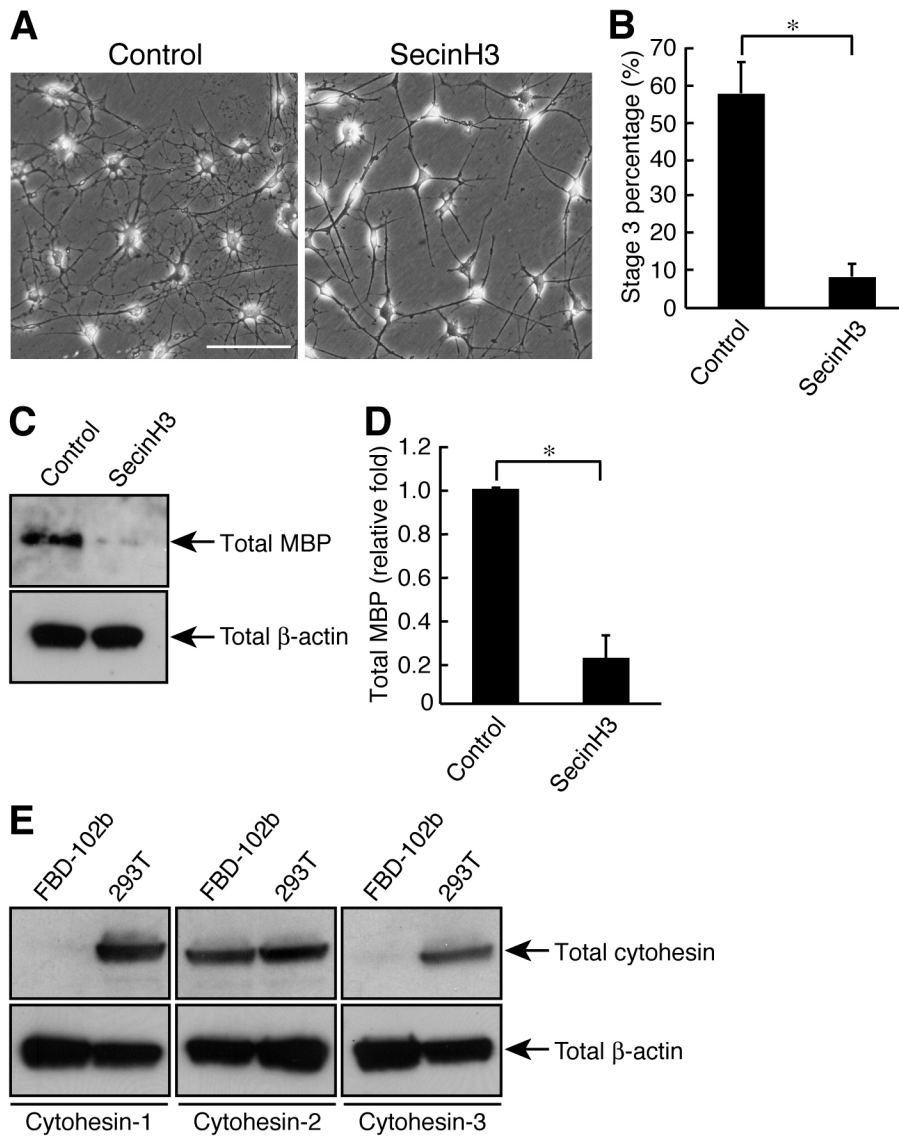 A
Control
SecinH3
B
Stage 3 percentage (%)
70
60
50
40
30
20
10
0
*
Control
SecinH3
C
Control
SecinH3
Total MBP
Total β-actin
D
Total MBP (relative fold)
1.2
1.0
0.8
0.6
0.4
0.2
0
*
Control
SecinH3
E
FBD-102b
293T
FBD-102b
293T
FBD-102b
293T
Total cytohesin
Total β-actin
Cytohesin-1
Cytohesin-2
Cytohesin-3